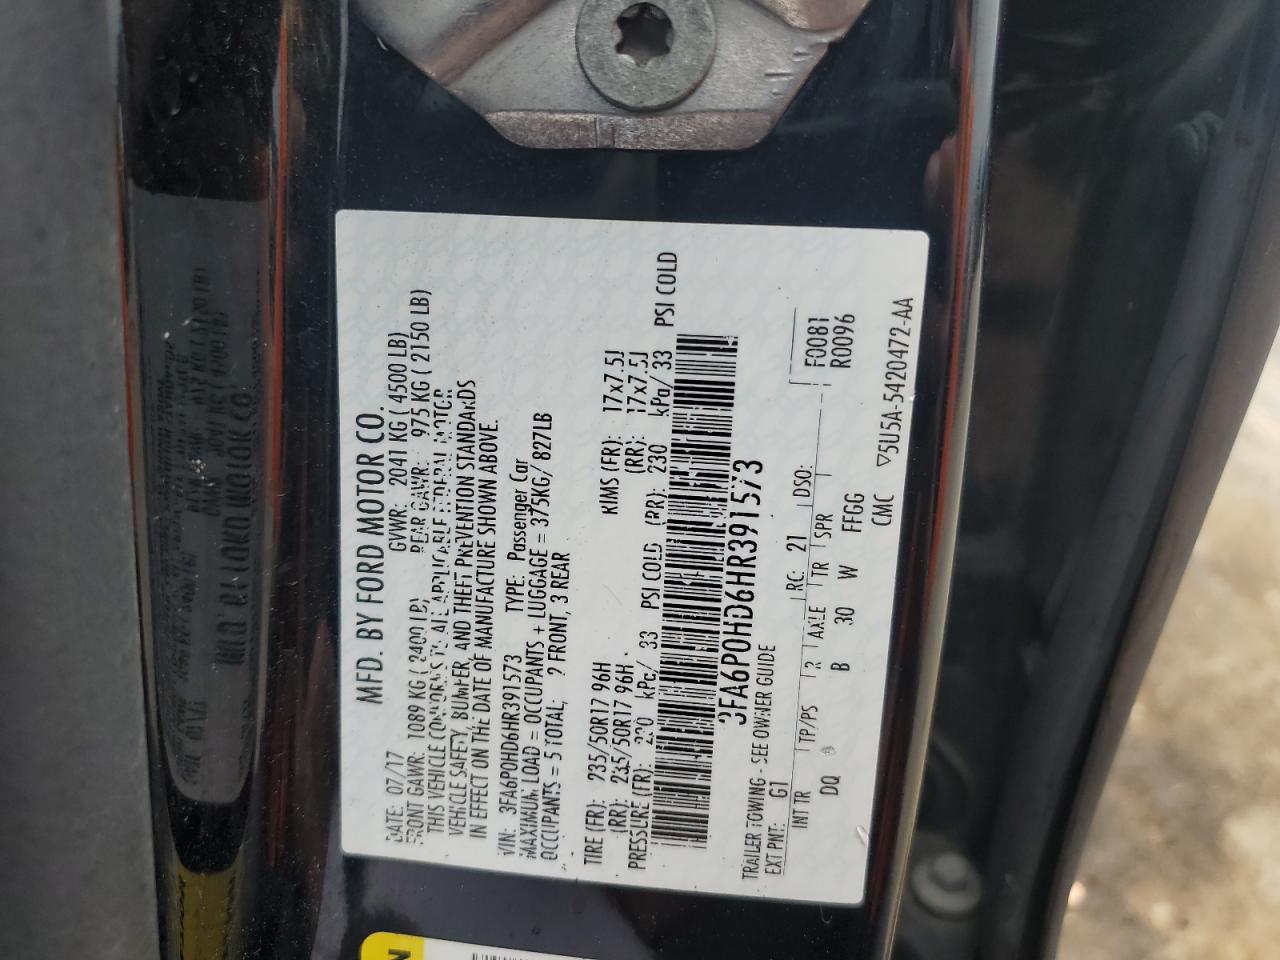 MFD. BY FORD MOTOR CO.
DATE: 07/17 GVWR: 2041 KG ( 4500 LB)
FRONT GAWR: 1089 KG ( 2400 LB) REAR GAWR: 975 KG ( 2150 LB)
THIS VEHICLE CONFORMS TO ALL APPLICABLE FEDERAL MOTOR
VEHICLE SAFETY, BUMPER, AND THEFT PREVENTION STANDARDS
IN EFFECT ON THE DATE OF MANUFACTURE SHOWN ABOVE.
VIN: 3FA6P0HD6HR391573 TYPE: Passenger Car
MAXIMUM LOAD = OCCUPANTS + LUGGAGE = 375KG/ 827LB
OCCUPANTS = 5 TOTAL; 2 FRONT, 3 REAR
TIRE (FR): 235/50R17 96H RIMS (FR): 17x7.5J
(RR): 235/50R17 96H (RR): 17x7.5J
PRESSURE (FR): 230 kPa/ 33 PSI COLD (RR): 230 kPa/ 33 PSI COLD
3FA6P0HD6HR391573
TRAILER TOWING - SEE OWNER GUIDE
EXT PNT: G1 RC: 21 DSO: F0081
R0096
INT TR TP/PS R AXLE TR SPR
DQ B 30 W FFGG
CMC ▽5U5A-5420472-AA
N